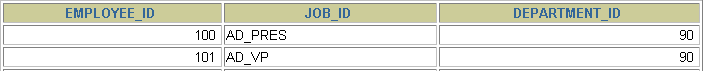 EMPLOYEE_ID JOB_ID DEPARTMENT_ID
100 AD_PRES 90
101 AD_VP 90